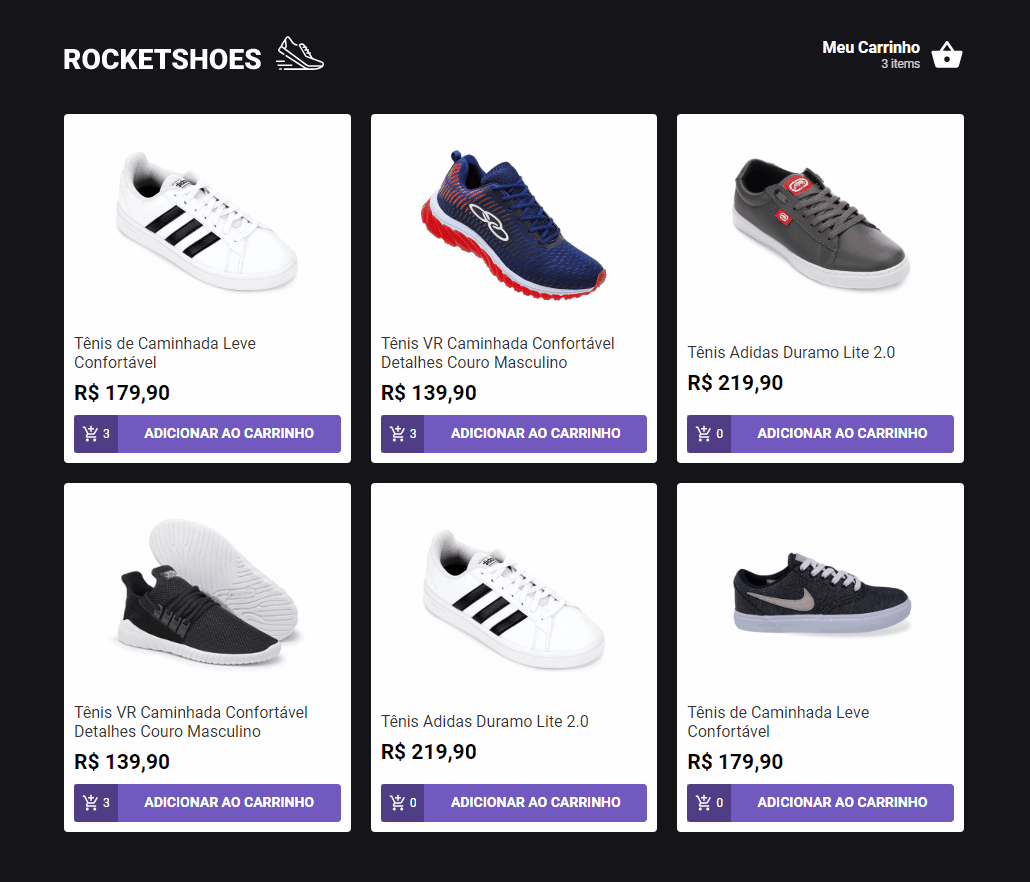 ROCKETSHOES
Meu Carrinho
3 items
Tênis de Caminhada Leve
Confortável
R$ 179,90
3 ADICIONAR AO CARRINHO
Tênis VR Caminhada Confortável
Detalhes Couro Masculino
R$ 139,90
3 ADICIONAR AO CARRINHO
Tênis Adidas Duramo Lite 2.0
R$ 219,90
0 ADICIONAR AO CARRINHO
Tênis VR Caminhada Confortável
Detalhes Couro Masculino
R$ 139,90
3 ADICIONAR AO CARRINHO
Tênis Adidas Duramo Lite 2.0
R$ 219,90
0 ADICIONAR AO CARRINHO
Tênis de Caminhada Leve
Confortável
R$ 179,90
0 ADICIONAR AO CARRINHO